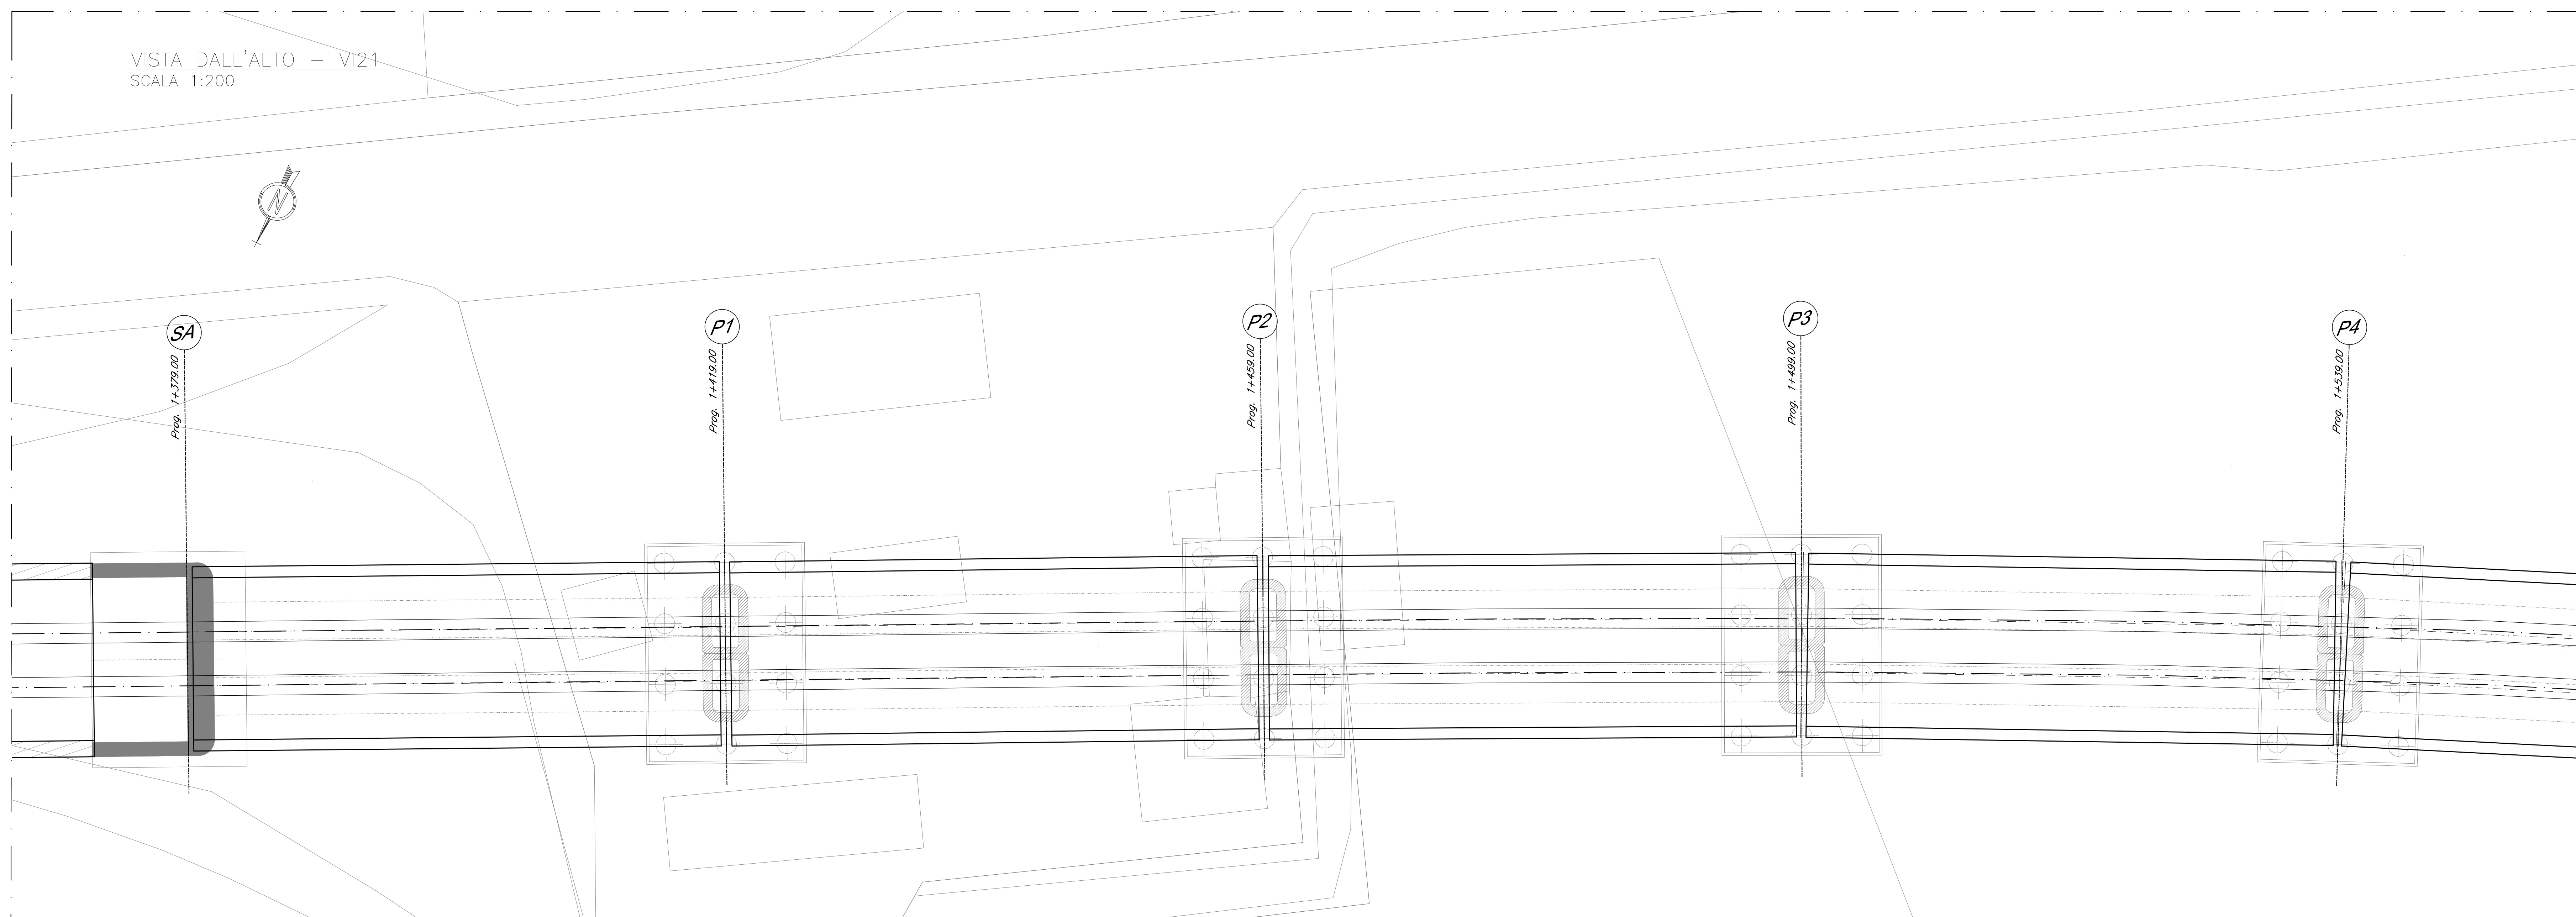 VISTA DALL'ALTO – VI21
SCALA 1:200
N
SA
Prog. 1+379.00
P1
Prog. 1+419.00
P2
Prog. 1+459.00
P3
Prog. 1+499.00
P4
Prog. 1+539.00